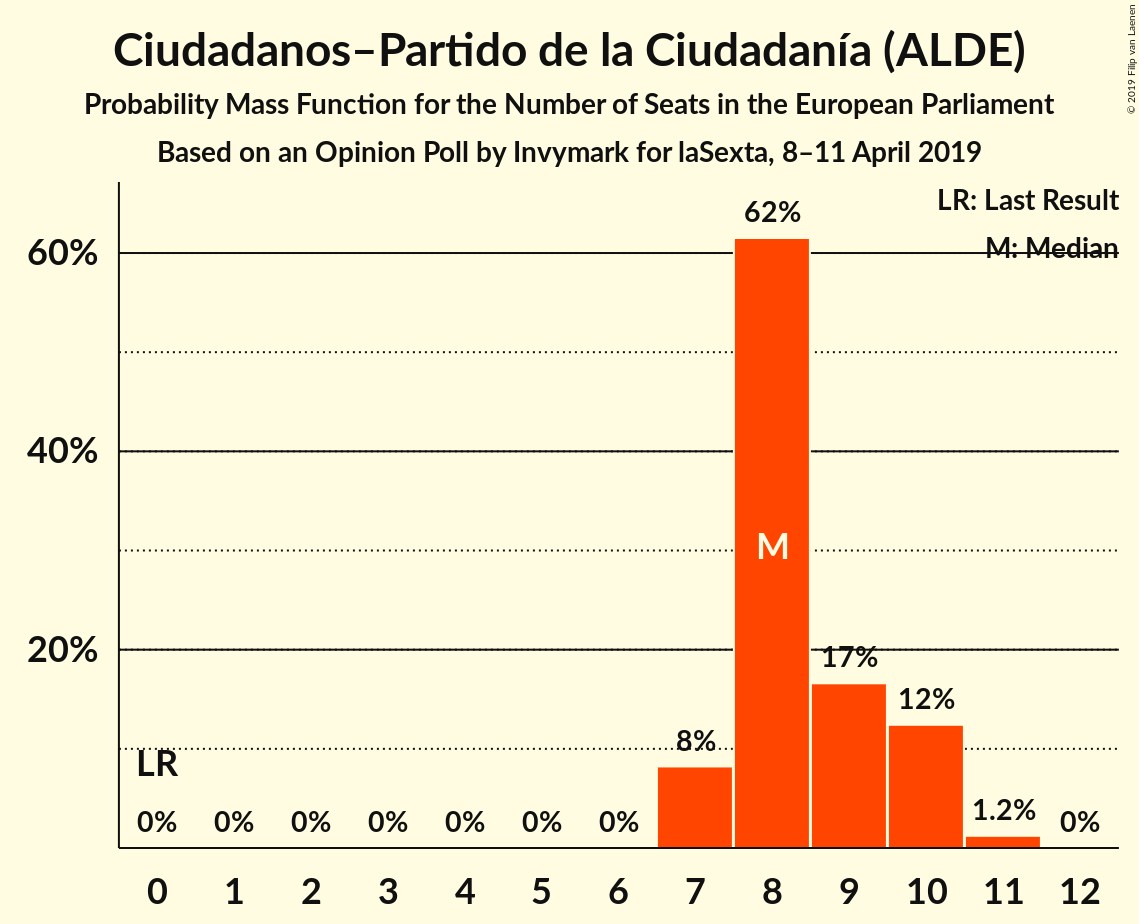 Ciudadanos–Partido de la Ciudadanía (ALDE)
Probability Mass Function for the Number of Seats in the European Parliament
Based on an Opinion Poll by Invymark for laSexta, 8–11 April 2019
© 2019 Filip van Laenen
LR: Last Result
M: Median
60%
40%
20%
62%
M
17%
12%
8%
1.2%
LR
0% 0% 0% 0% 0% 0% 0% 0%
0 1 2 3 4 5 6 7 8 9 10 11 12